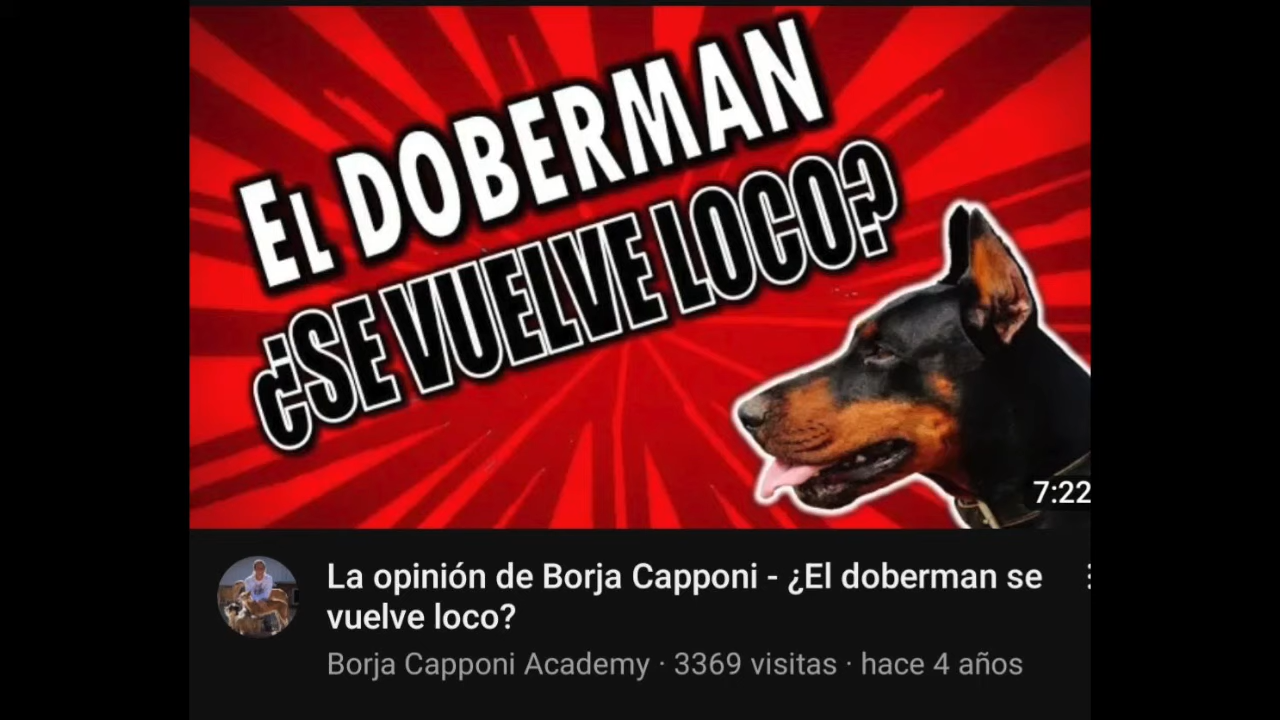 El DOBERMAN
¿SE VUELVE LOCO?
7:22
La opinión de Borja Capponi - ¿El doberman se
vuelve loco?
Borja Capponi Academy · 3369 visitas · hace 4 años